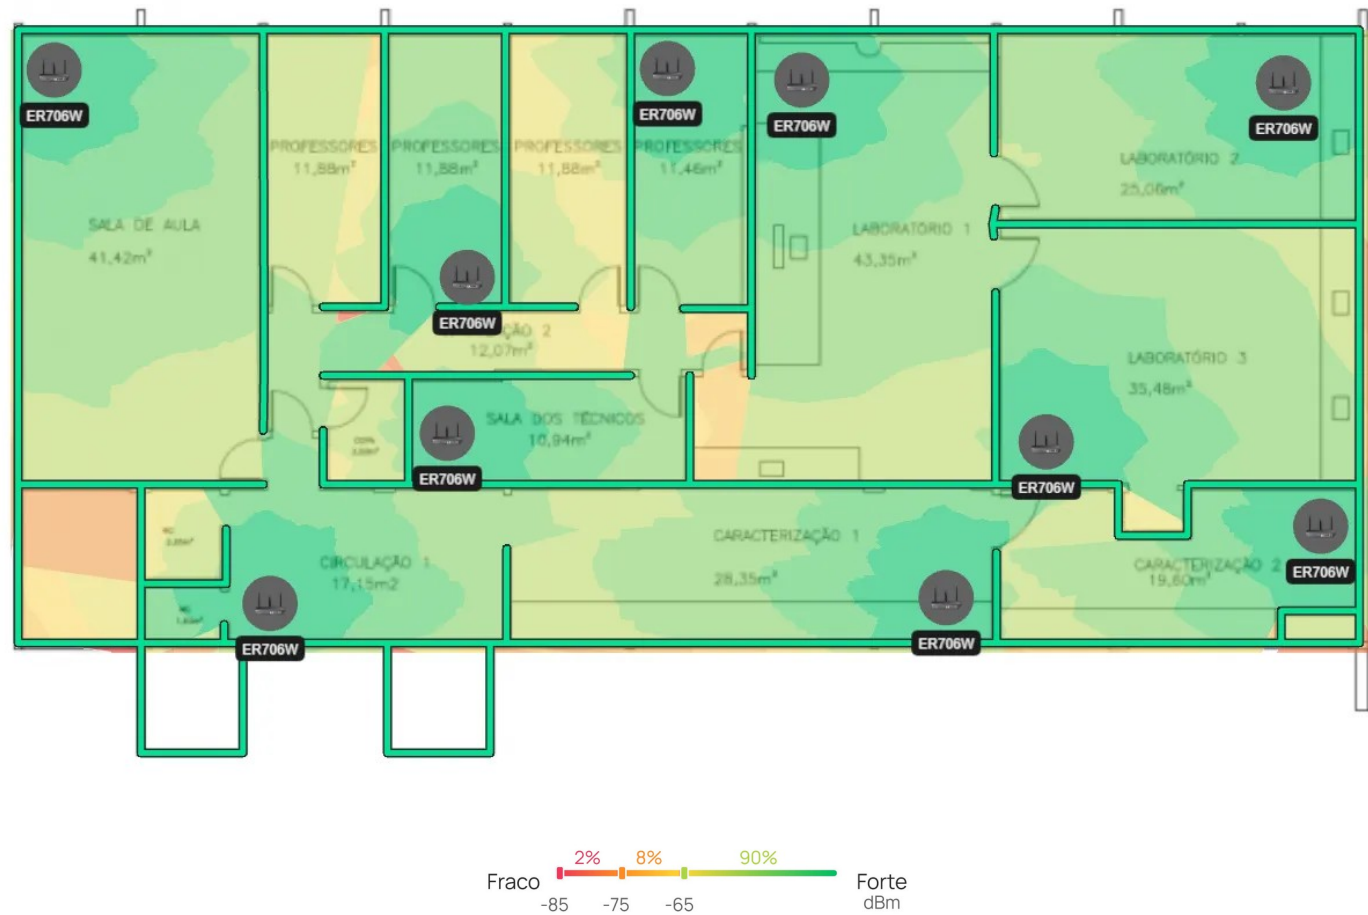 ER706W
ER706W
ER706W
ER706W
PROFESSORES
11,88m²
PROFESSORES
11,88m²
PROFESSORES
11,88m²
PROFESSORES
11,46m²
LABORATÓRIO 2
25,06m²
SALA DE AULA
41,42m²
LABORATÓRIO 1
43,35m²
ER706W
ÇÃO 2
12,07m²
LABORATÓRIO 3
35,48m²
SALA DOS TÉCNICOS
10,94m²
ER706W
ER706W
CARACTERIZAÇÃO 1
28,35m²
CIRCULAÇÃO 1
17,15m2
CARACTERIZAÇÃO 2
19,60m²
ER706W
ER706W
ER706W
2% 8% 90%
Fraco Forte
-85 -75 -65 dBm